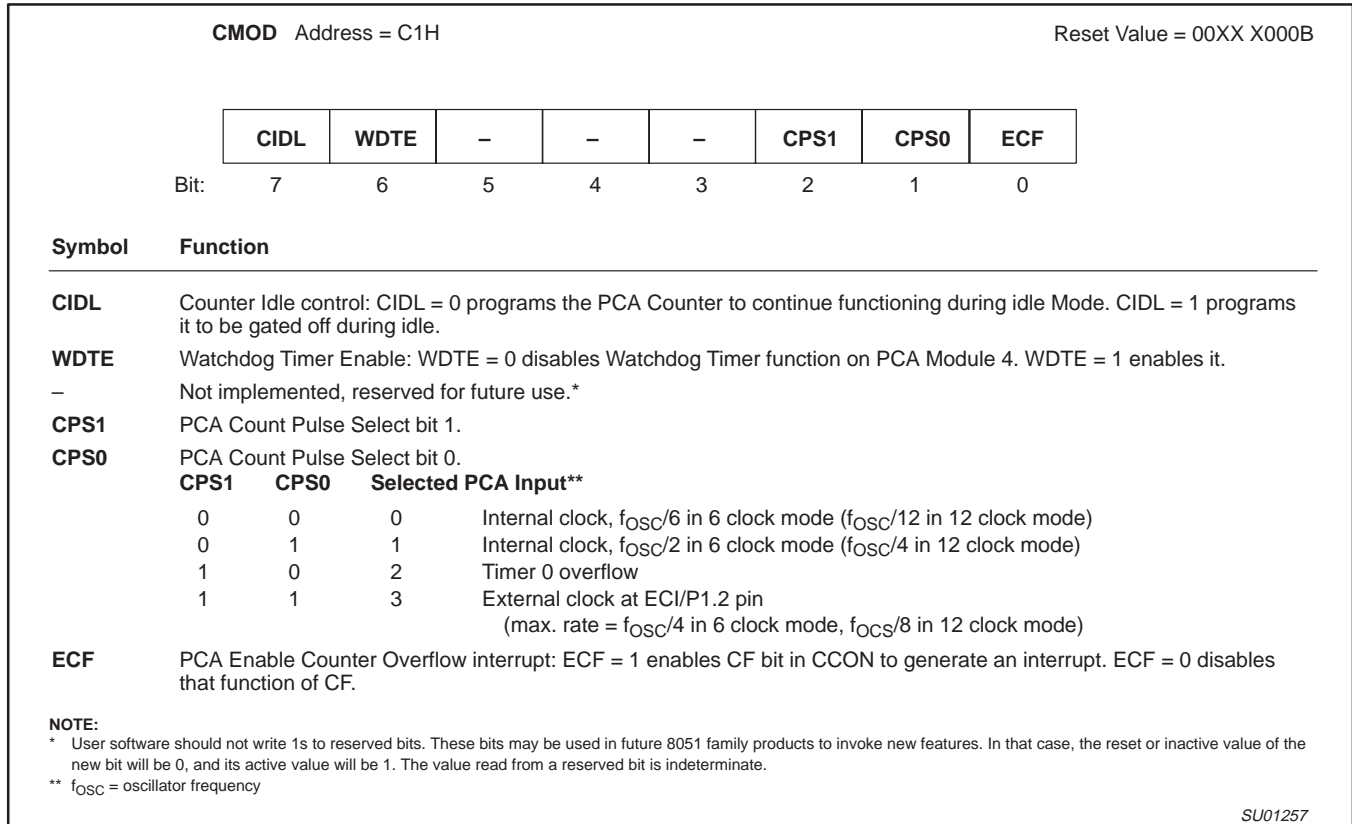 CMOD Address = C1H Reset Value = 00XX X000B
CIDL WDTE – – – CPS1 CPS0 ECF
Bit: 7 6 5 4 3 2 1 0
Symbol Function
CIDL Counter Idle control: CIDL = 0 programs the PCA Counter to continue functioning during idle Mode. CIDL = 1 programs
it to be gated off during idle.
WDTE Watchdog Timer Enable: WDTE = 0 disables Watchdog Timer function on PCA Module 4. WDTE = 1 enables it.
– Not implemented, reserved for future use.*
CPS1 PCA Count Pulse Select bit 1.
CPS0 PCA Count Pulse Select bit 0.
CPS1 CPS0 Selected PCA Input**
0 0 0 Internal clock, fOSC/6 in 6 clock mode (fOSC/12 in 12 clock mode)
0 1 1 Internal clock, fOSC/2 in 6 clock mode (fOSC/4 in 12 clock mode)
1 0 2 Timer 0 overflow
1 1 3 External clock at ECI/P1.2 pin
(max. rate = fOSC/4 in 6 clock mode, fOCS/8 in 12 clock mode)
ECF PCA Enable Counter Overflow interrupt: ECF = 1 enables CF bit in CCON to generate an interrupt. ECF = 0 disables
that function of CF.
NOTE:
* User software should not write 1s to reserved bits. These bits may be used in future 8051 family products to invoke new features. In that case, the reset or inactive value of the
new bit will be 0, and its active value will be 1. The value read from a reserved bit is indeterminate.
** fOSC = oscillator frequency
SU01257